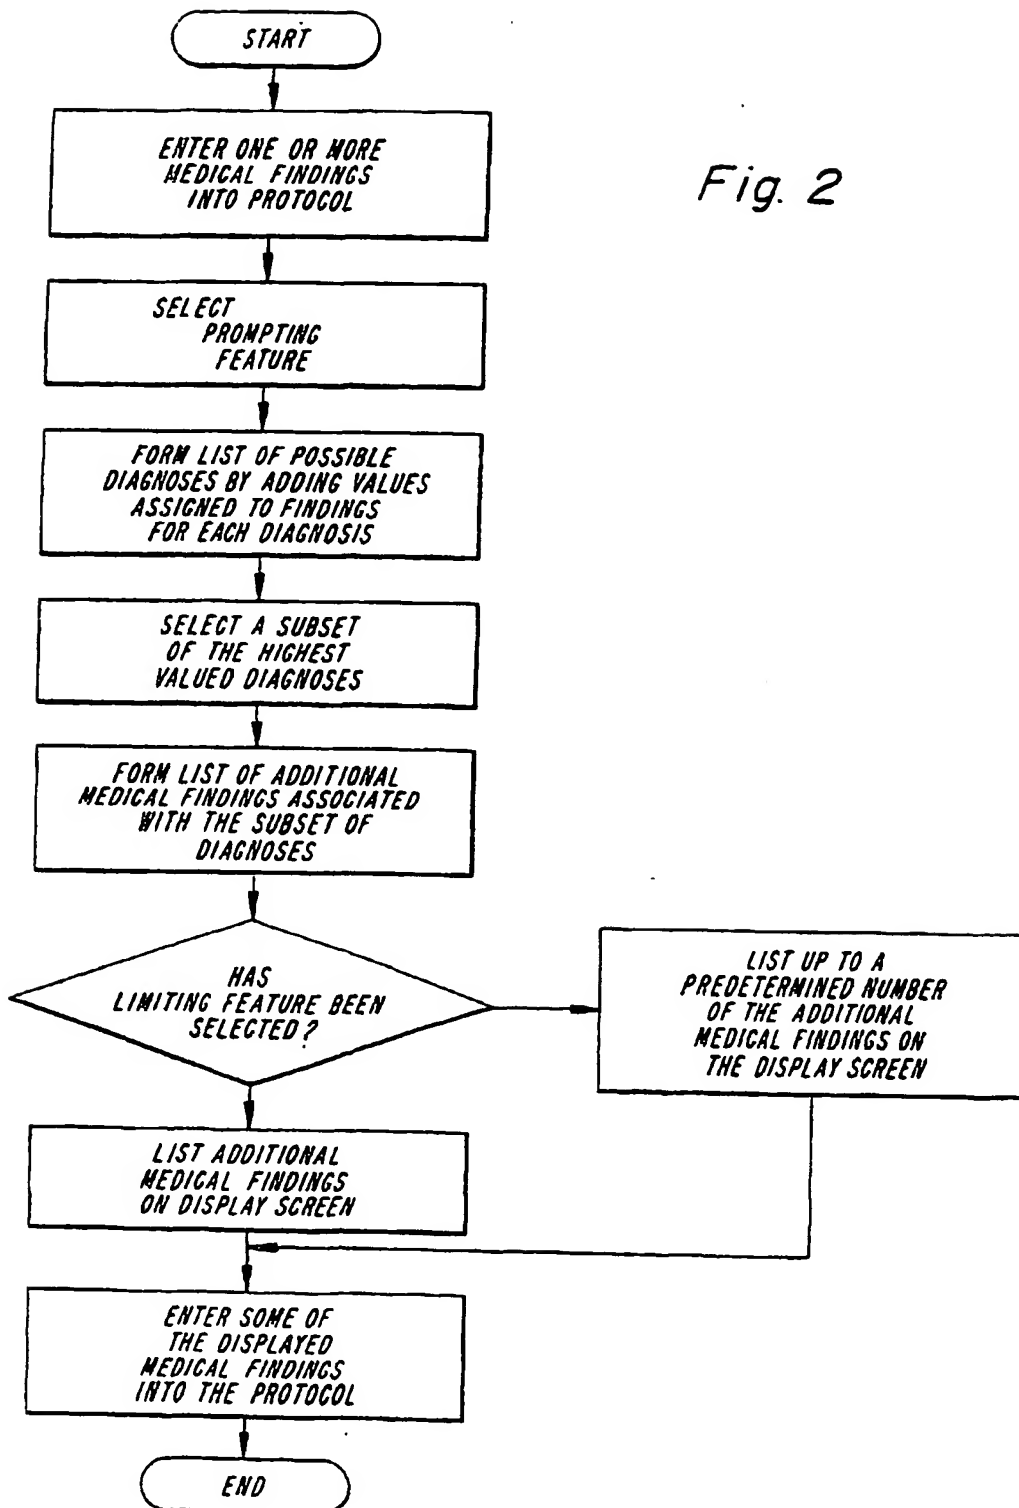 START
Fig. 2
ENTER ONE OR MORE
MEDICAL FINDINGS
INTO PROTOCOL
SELECT
PROMPTING
FEATURE
FORM LIST OF POSSIBLE
DIAGNOSES BY ADDING VALUES
ASSIGNED TO FINDINGS
FOR EACH DIAGNOSIS
SELECT A SUBSET
OF THE HIGHEST
VALUED DIAGNOSES
FORM LIST OF ADDITIONAL
MEDICAL FINDINGS ASSOCIATED
WITH THE SUBSET OF
DIAGNOSES
HAS
LIMITING FEATURE BEEN
SELECTED?
LIST UP TO A
PREDETERMINED NUMBER
OF THE ADDITIONAL
MEDICAL FINDINGS ON
THE DISPLAY SCREEN
LIST ADDITIONAL
MEDICAL FINDINGS
ON DISPLAY SCREEN
ENTER SOME OF
THE DISPLAYED
MEDICAL FINDINGS
INTO THE PROTOCOL
END